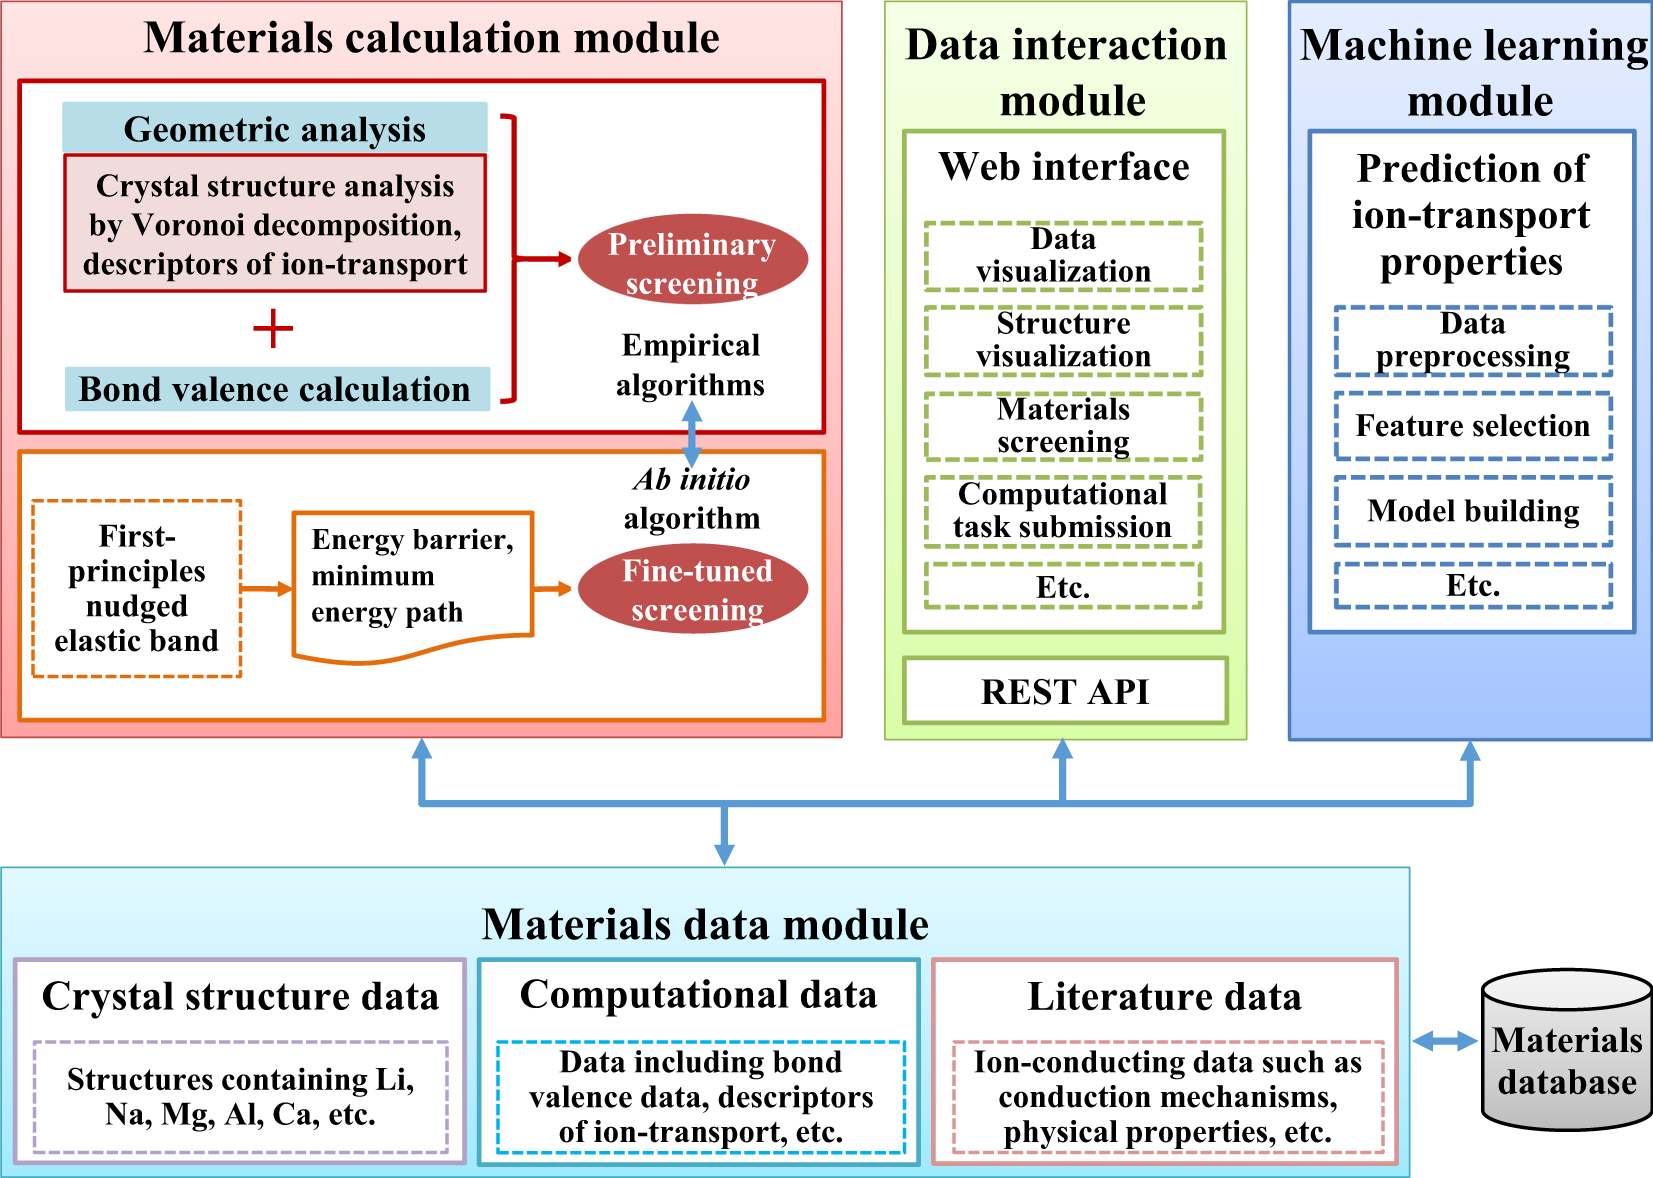 Materials calculation module
Geometric analysis
Crystal structure analysis
by Voronoi decomposition,
descriptors of ion-transport
+
Bond valence calculation
Preliminary
screening
Empirical
algorithms
Ab initio
algorithm
First-
principles
nudged
elastic band
Energy barrier,
minimum
energy path
Fine-tuned
screening
Data interaction
module
Web interface
Data
visualization
Structure
visualization
Materials
screening
Computational
task submission
Etc.
REST API
Machine learning
module
Prediction of
ion-transport
properties
Data
preprocessing
Feature selection
Model building
Etc.
Materials data module
Crystal structure data
Structures containing Li,
Na, Mg, Al, Ca, etc.
Computational data
Data including bond
valence data, descriptors
of ion-transport, etc.
Literature data
Ion-conducting data such as
conduction mechanisms,
physical properties, etc.
Materials
database